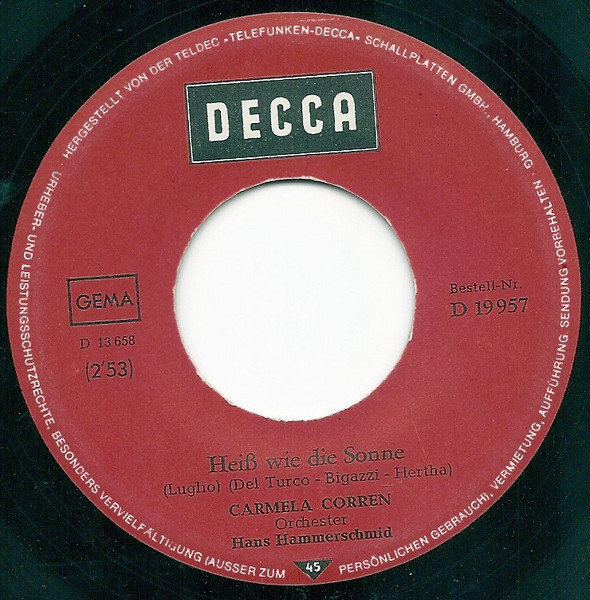 HERGESTELLT VON DER TELDEC »TELEFUNKEN-DECCA« SCHALLPLATTEN GMBH., HAMBURG ·
URHEBER- UND LEISTUNGSSCHUTZRECHTE, BESONDERS VERVIELFÄLTIGUNG (AUSSER ZUM PERSÖNLICHEN GEBRAUCH), VERMIETUNG, AUFFÜHRUNG, SENDUNG VORBEHALTEN ·
DECCA
GEMA
D 13 658
(2'53)
Bestell-Nr.
D 19 957
Heiß wie die Sonne
(Luglio) (Del Turco - Bigazzi - Hertha)
CARMELA CORREN
Orchester
Hans Hammerschmid
45